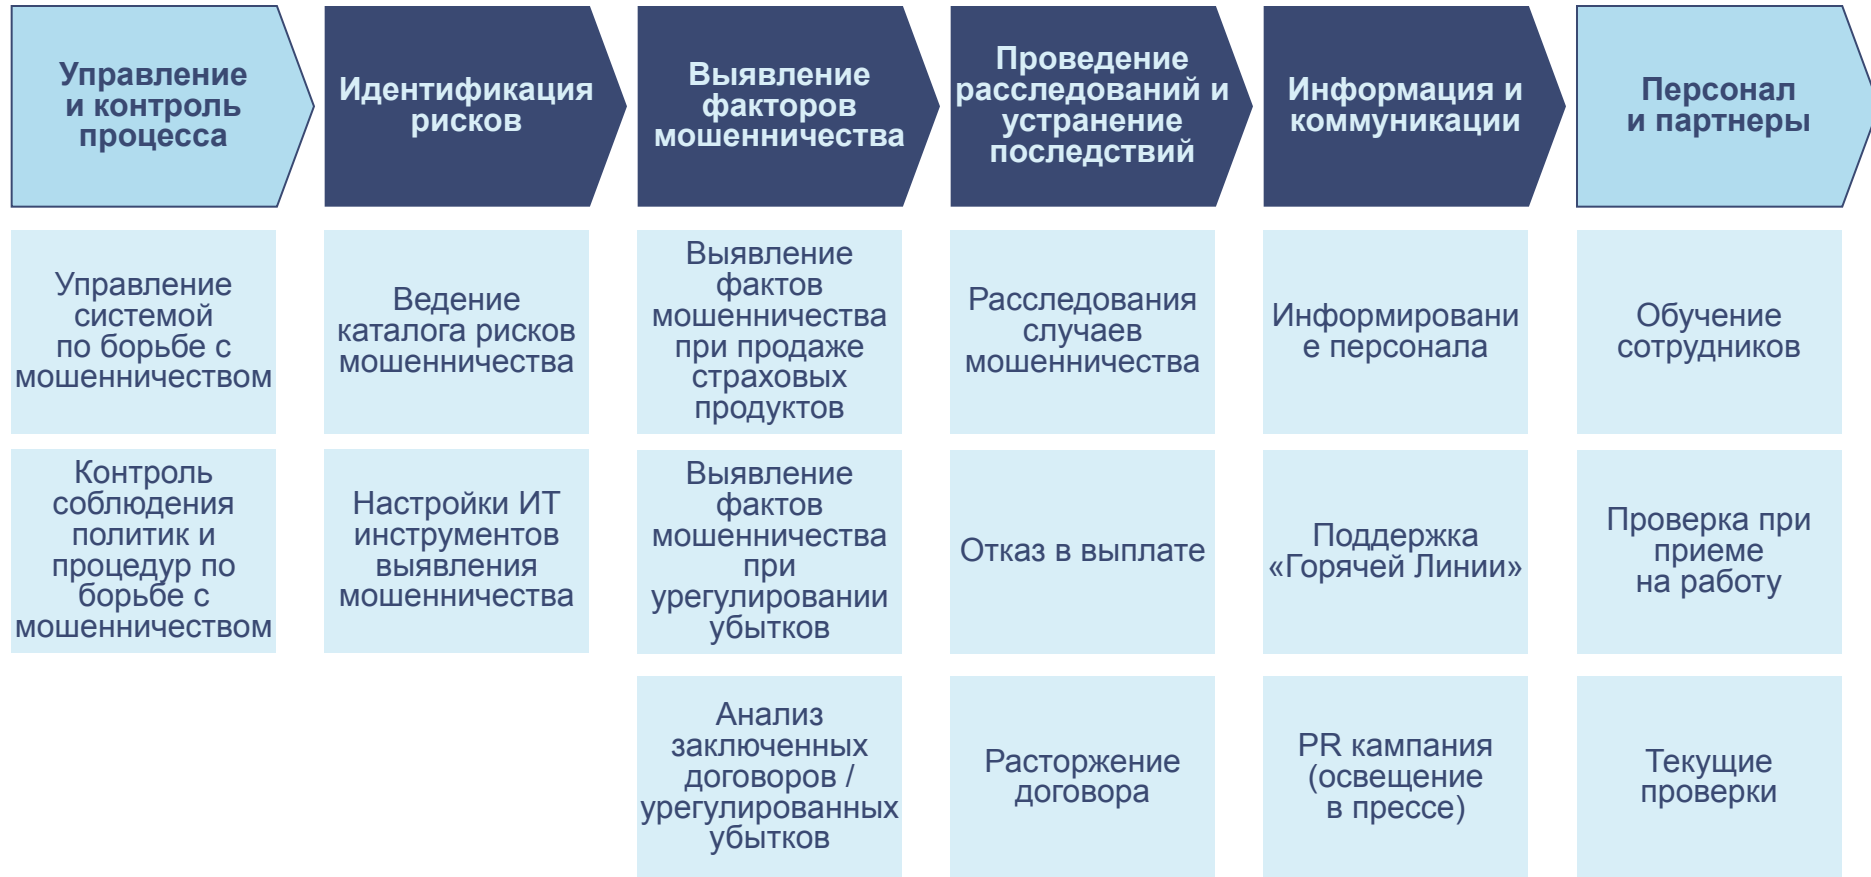 Управление
и контроль
процесса
Идентификация
рисков
Выявление
факторов
мошенничества
Проведение
расследований и
устранение
последствий
Информация и
коммуникации
Персонал
и партнеры
Управление
системой
по борьбе с
мошенничеством
Ведение
каталога рисков
мошенничества
Выявление
фактов
мошенничества
при продаже
страховых
продуктов
Расследования
случаев
мошенничества
Информировани
е персонала
Обучение
сотрудников
Контроль
соблюдения
политик и
процедур по
борьбе с
мошенничеством
Настройки ИТ
инструментов
выявления
мошенничества
Выявление
фактов
мошенничества
при
урегулировании
убытков
Отказ в выплате
Поддержка
«Горячей Линии»
Проверка при
приеме
на работу
Анализ
заключенных
договоров /
урегулированных
убытков
Расторжение
договора
PR кампания
(освещение
в прессе)
Текущие
проверки